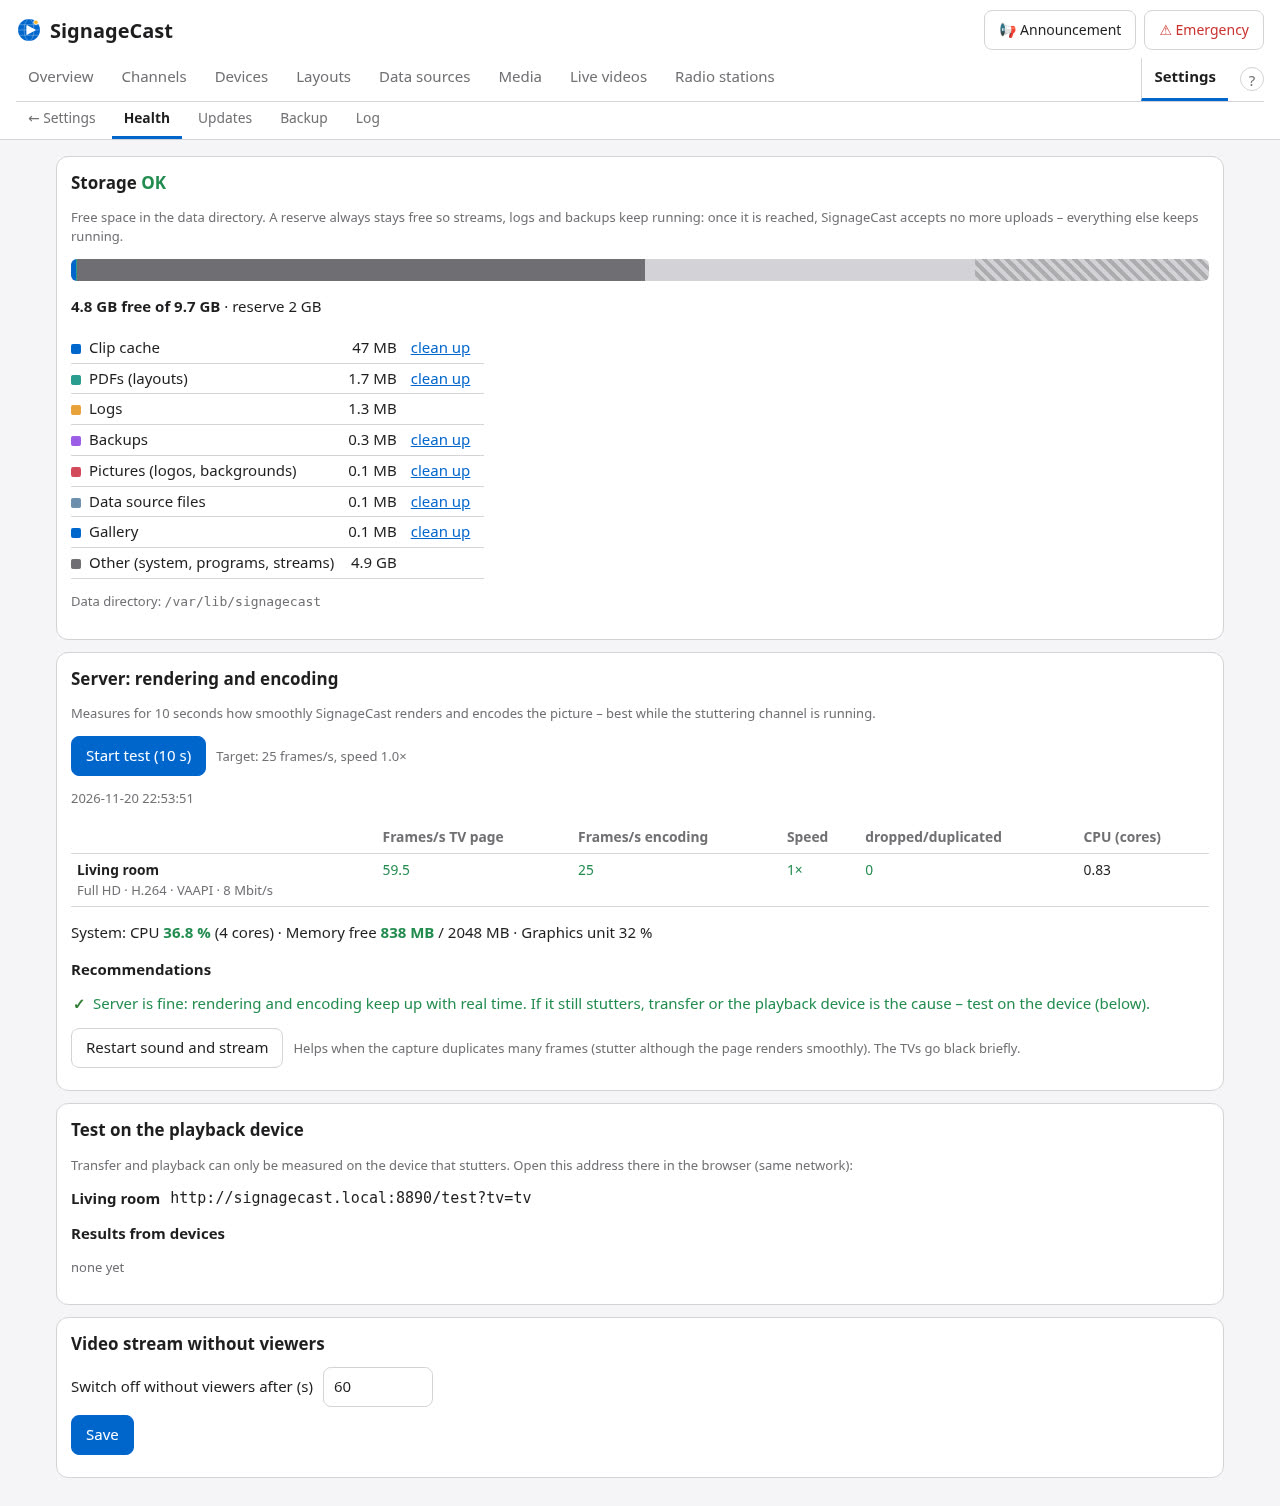 SignageCast
Announcement
⚠ Emergency
Overview Channels Devices Layouts Data sources Media Live videos Radio stations Settings ?
← Settings Health Updates Backup Log
Storage OK
Free space in the data directory. A reserve always stays free so streams, logs and backups keep running: once it is reached, SignageCast accepts no more uploads – everything else keeps
running.
4.8 GB free of 9.7 GB · reserve 2 GB
Clip cache 47 MB clean up
PDFs (layouts) 1.7 MB clean up
Logs 1.3 MB
Backups 0.3 MB clean up
Pictures (logos, backgrounds) 0.1 MB clean up
Data source files 0.1 MB clean up
Gallery 0.1 MB clean up
Other (system, programs, streams) 4.9 GB
Data directory: /var/lib/signagecast
Server: rendering and encoding
Measures for 10 seconds how smoothly SignageCast renders and encodes the picture – best while the stuttering channel is running.
Start test (10 s) Target: 25 frames/s, speed 1.0×
2026-11-20 22:53:51
Frames/s TV page Frames/s encoding Speed dropped/duplicated CPU (cores)
Living room 59.5 25 1× 0 0.83
Full HD · H.264 · VAAPI · 8 Mbit/s
System: CPU 36.8 % (4 cores) · Memory free 838 MB / 2048 MB · Graphics unit 32 %
Recommendations
✓ Server is fine: rendering and encoding keep up with real time. If it still stutters, transfer or the playback device is the cause – test on the device (below).
Restart sound and stream Helps when the capture duplicates many frames (stutter although the page renders smoothly). The TVs go black briefly.
Test on the playback device
Transfer and playback can only be measured on the device that stutters. Open this address there in the browser (same network):
Living room http://signagecast.local:8890/test?tv=tv
Results from devices
none yet
Video stream without viewers
Switch off without viewers after (s) 60
Save